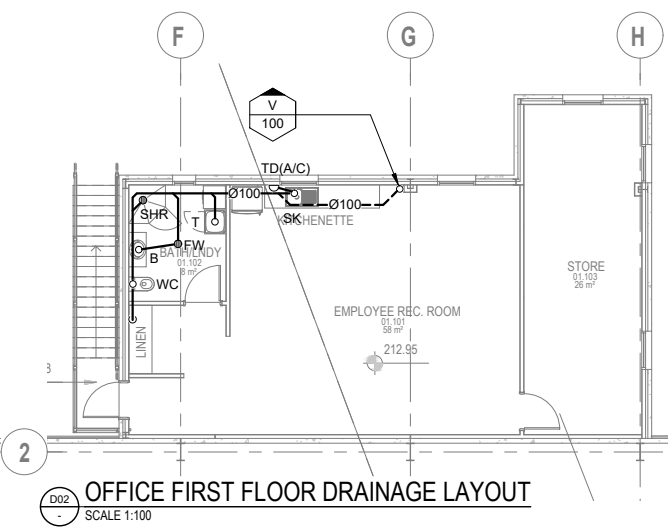 F
G
H
V
100
TD(A/C)
Ø100
Ø100
SHR
T
SK
KITCHENETTE
FW
B
BATH/LNDY
01.102
8 m²
WC
LINEN
STORE
01.103
26 m²
EMPLOYEE REC. ROOM
01.101
58 m²
212.95
2
D02
-
OFFICE FIRST FLOOR DRAINAGE LAYOUT
SCALE 1:100